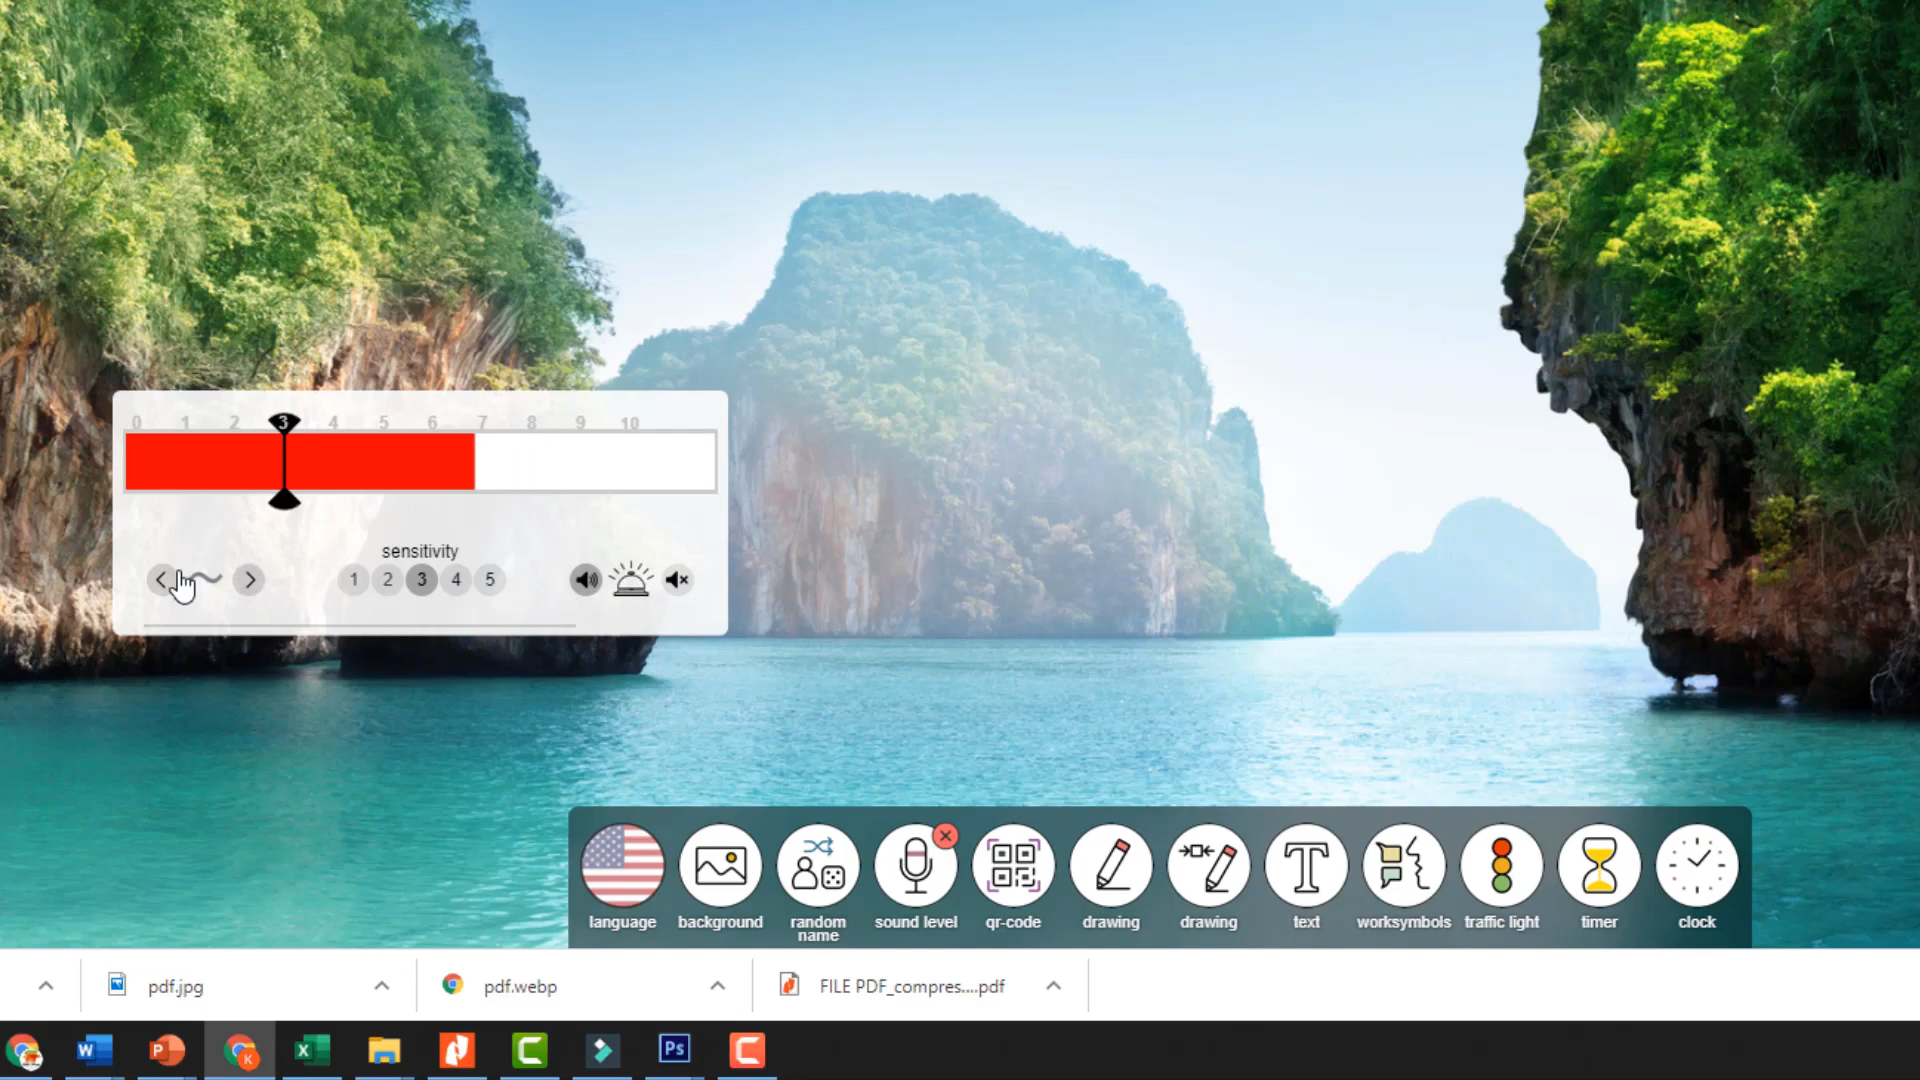 0 1 2 3 4 5 6 7 8 9 10
sensitivity
1 2 3 4 5
language background random name sound level qr-code drawing drawing text worksymbols traffic light timer clock
pdf.jpg pdf.webp FILE PDF_compres....pdf
W P K X Ps